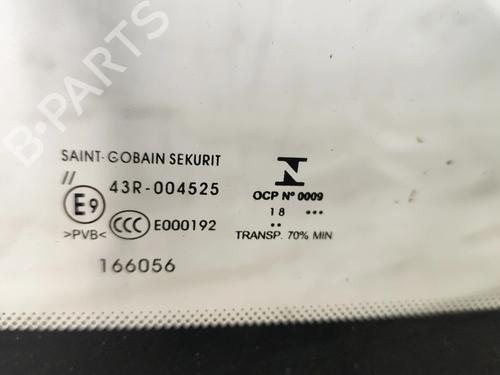 B-PARTS
SAINT-GOBAIN SEKURIT
// 43R-004525
E9
>PVB< CCC E000192
166056
N
OCP Nº 0009
18 •••
••
TRANSP. 70% MIN